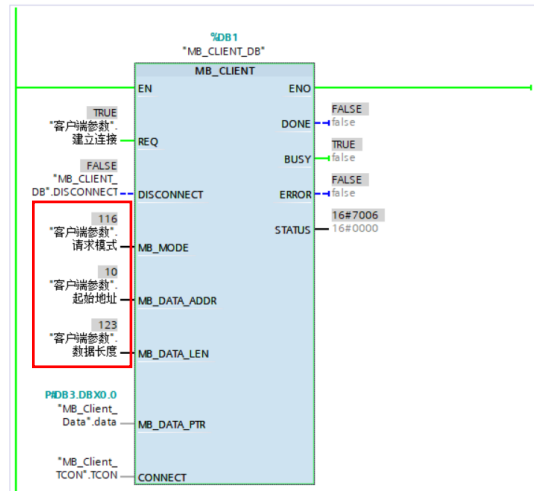 %DB1
"MB_CLIENT_DB"
MB_CLIENT
EN
ENO
TRUE
"客户端参数".
建立连接
REQ
FALSE
"MB_CLIENT_
DB".DISCONNECT
DISCONNECT
116
"客户端参数".
请求模式
MB_MODE
10
"客户端参数".
起始地址
MB_DATA_ADDR
123
"客户端参数".
数据长度
MB_DATA_LEN
P#DB3.DBX0.0
"MB_Client_
Data".data
MB_DATA_PTR
"MB_Client_
TCON".TCON
CONNECT
FALSE
DONE
false
TRUE
BUSY
false
FALSE
ERROR
false
16#7006
STATUS
16#0000